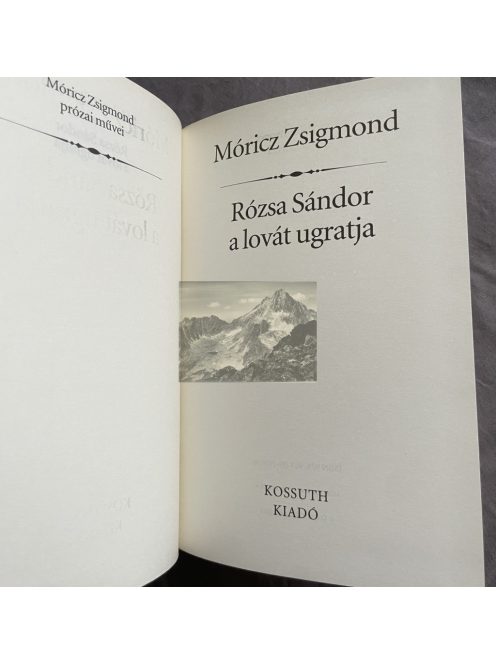 Móricz Zsigmond
prózai művei
Móricz Zsigmond
Rózsa Sándor
a lovát ugratja
KOSSUTH
KIADÓ